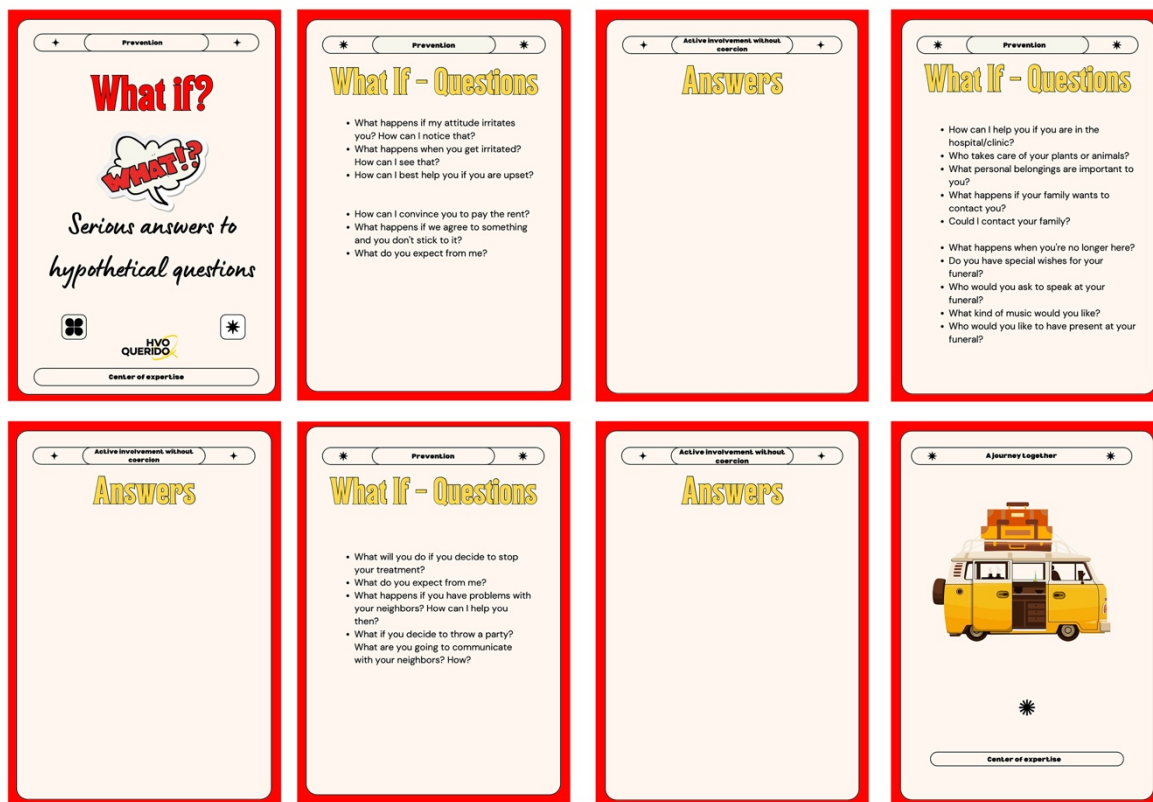 Prevention
What if?
WHAT!?
Serious answers to
hypothetical questions
HVO
QUERIDO
Center of expertise
Prevention
What If - Questions
• What happens if my attitude irritates
you? How can I notice that?
• What happens when you get irritated?
How can I see that?
• How can I best help you if you are upset?
• How can I convince you to pay the rent?
• What happens if we agree to something
and you don't stick to it?
• What do you expect from me?
Active involvement without
coercion
Answers
Prevention
What If - Questions
• How can I help you if you are in the
hospital/clinic?
• Who takes care of your plants or animals?
• What personal belongings are important to
you?
• What happens if your family wants to
contact you?
• Could I contact your family?
• What happens when you're no longer here?
• Do you have special wishes for your
funeral?
• Who would you ask to speak at your
funeral?
• What kind of music would you like?
• Who would you like to have present at your
funeral?
Active involvement without
coercion
Answers
Prevention
What If - Questions
• What will you do if you decide to stop
your treatment?
• What do you expect from me?
• What happens if you have problems with
your neighbors? How can I help you
then?
• What if you decide to throw a party?
What are you going to communicate
with your neighbors? How?
Active involvement without
coercion
Answers
A journey together
Center of expertise